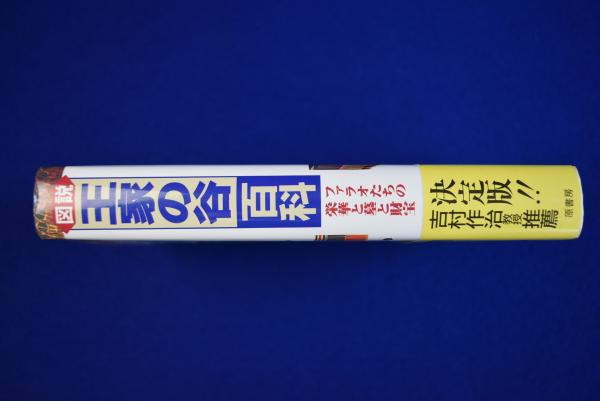 図説
王家の谷百科
ファラオたちの
栄華と墓と財宝
決定版!!
吉村作治教授推薦
原書房